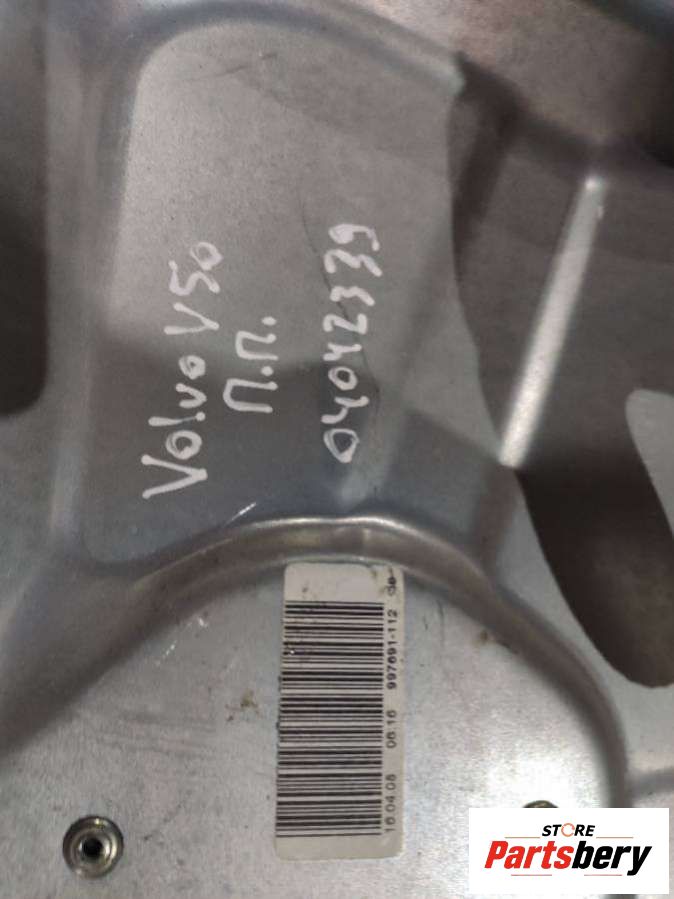 Volvo V50
П.П.
04042339
16.04.08 06.16 997691-112
STORE
Partsbery